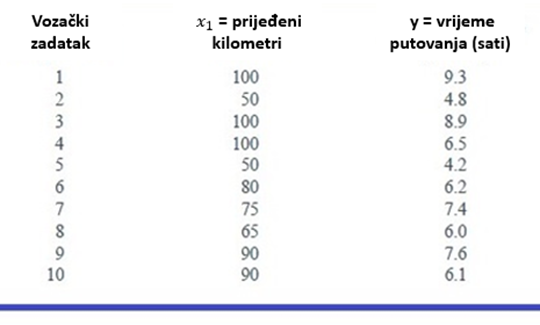 Vozački x₁ = prijeđeni y = vrijeme
zadatak kilometri putovanja (sati)
1 100 9.3
2 50 4.8
3 100 8.9
4 100 6.5
5 50 4.2
6 80 6.2
7 75 7.4
8 65 6.0
9 90 7.6
10 90 6.1